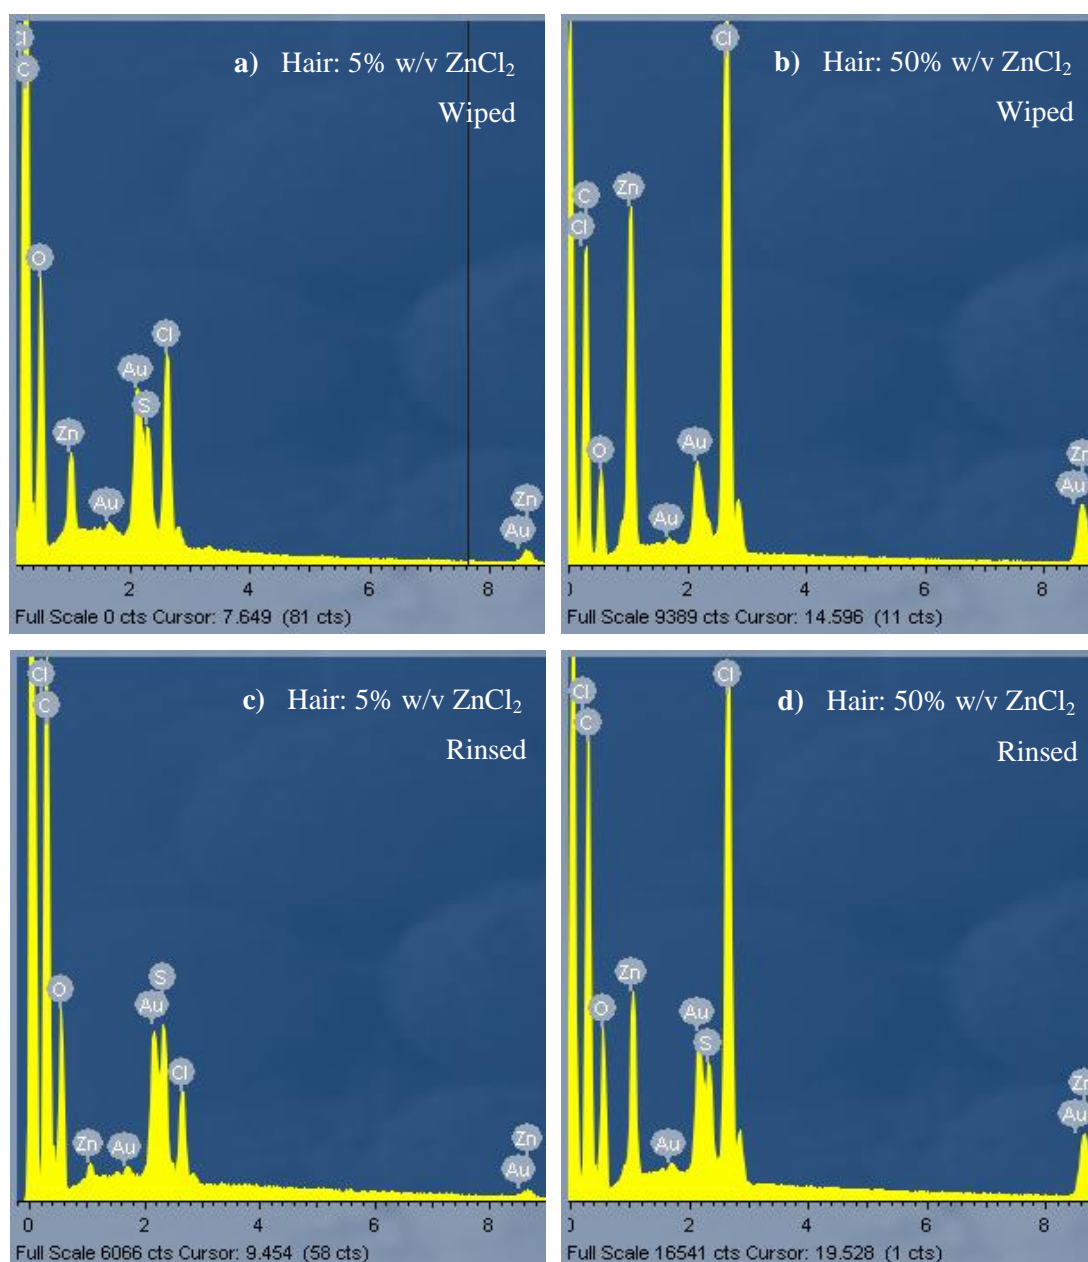 a) Hair: 5% w/v ZnCl₂
Wiped
Cl
C
O
Zn
Au
Au
S
Cl
Zn
Au
2 4 6 8
Full Scale 0 cts Cursor: 7.649 (81 cts)
b) Hair: 50% w/v ZnCl₂
Wiped
Cl
C
Zn
Cl
O
Au
Au
Zn
Au
2 4 6 8
Full Scale 9389 cts Cursor: 14.596 (11 cts)
c) Hair: 5% w/v ZnCl₂
Rinsed
Cl
C
O
S
Au
Cl
Zn
Au
Zn
Au
0 2 4 6 8
Full Scale 6066 cts Cursor: 9.454 (58 cts)
d) Hair: 50% w/v ZnCl₂
Rinsed
Cl
Cl
C
Zn
O
Au
S
Au
Zn
Au
2 4 6 8
Full Scale 16541 cts Cursor: 19.528 (1 cts)